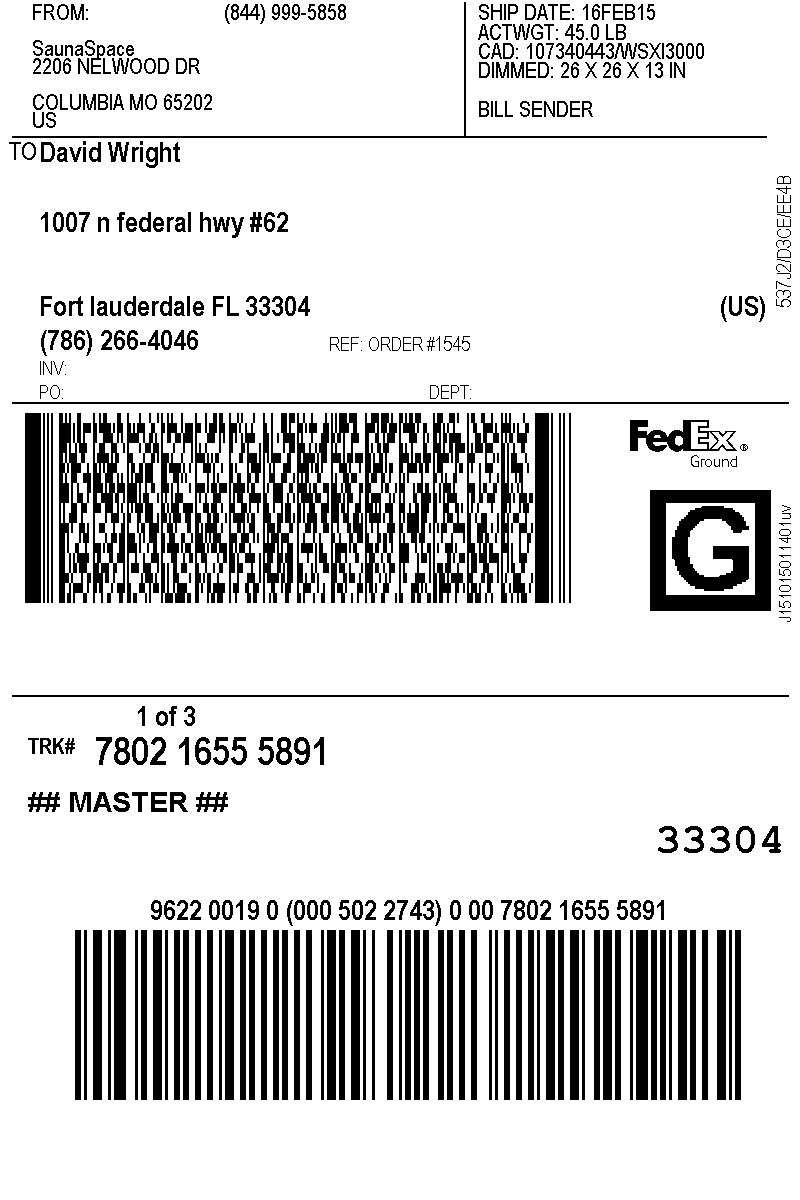 FROM: (844) 999-5858
SaunaSpace
2206 NELWOOD DR
COLUMBIA MO 65202
US
SHIP DATE: 16FEB15
ACTWGT: 45.0 LB
CAD: 107340443/WSXI3000
DIMMED: 26 X 26 X 13 IN
BILL SENDER
TO David Wright
1007 n federal hwy #62
Fort lauderdale FL 33304 (US)
(786) 266-4046 REF: ORDER #1545
INV:
PO: DEPT:
537J2/D3CE/EE4B
FedEx®
Ground
G
J151015011401uv
1 of 3
TRK# 7802 1655 5891
## MASTER ##
33304
9622 0019 0 (000 502 2743) 0 00 7802 1655 5891